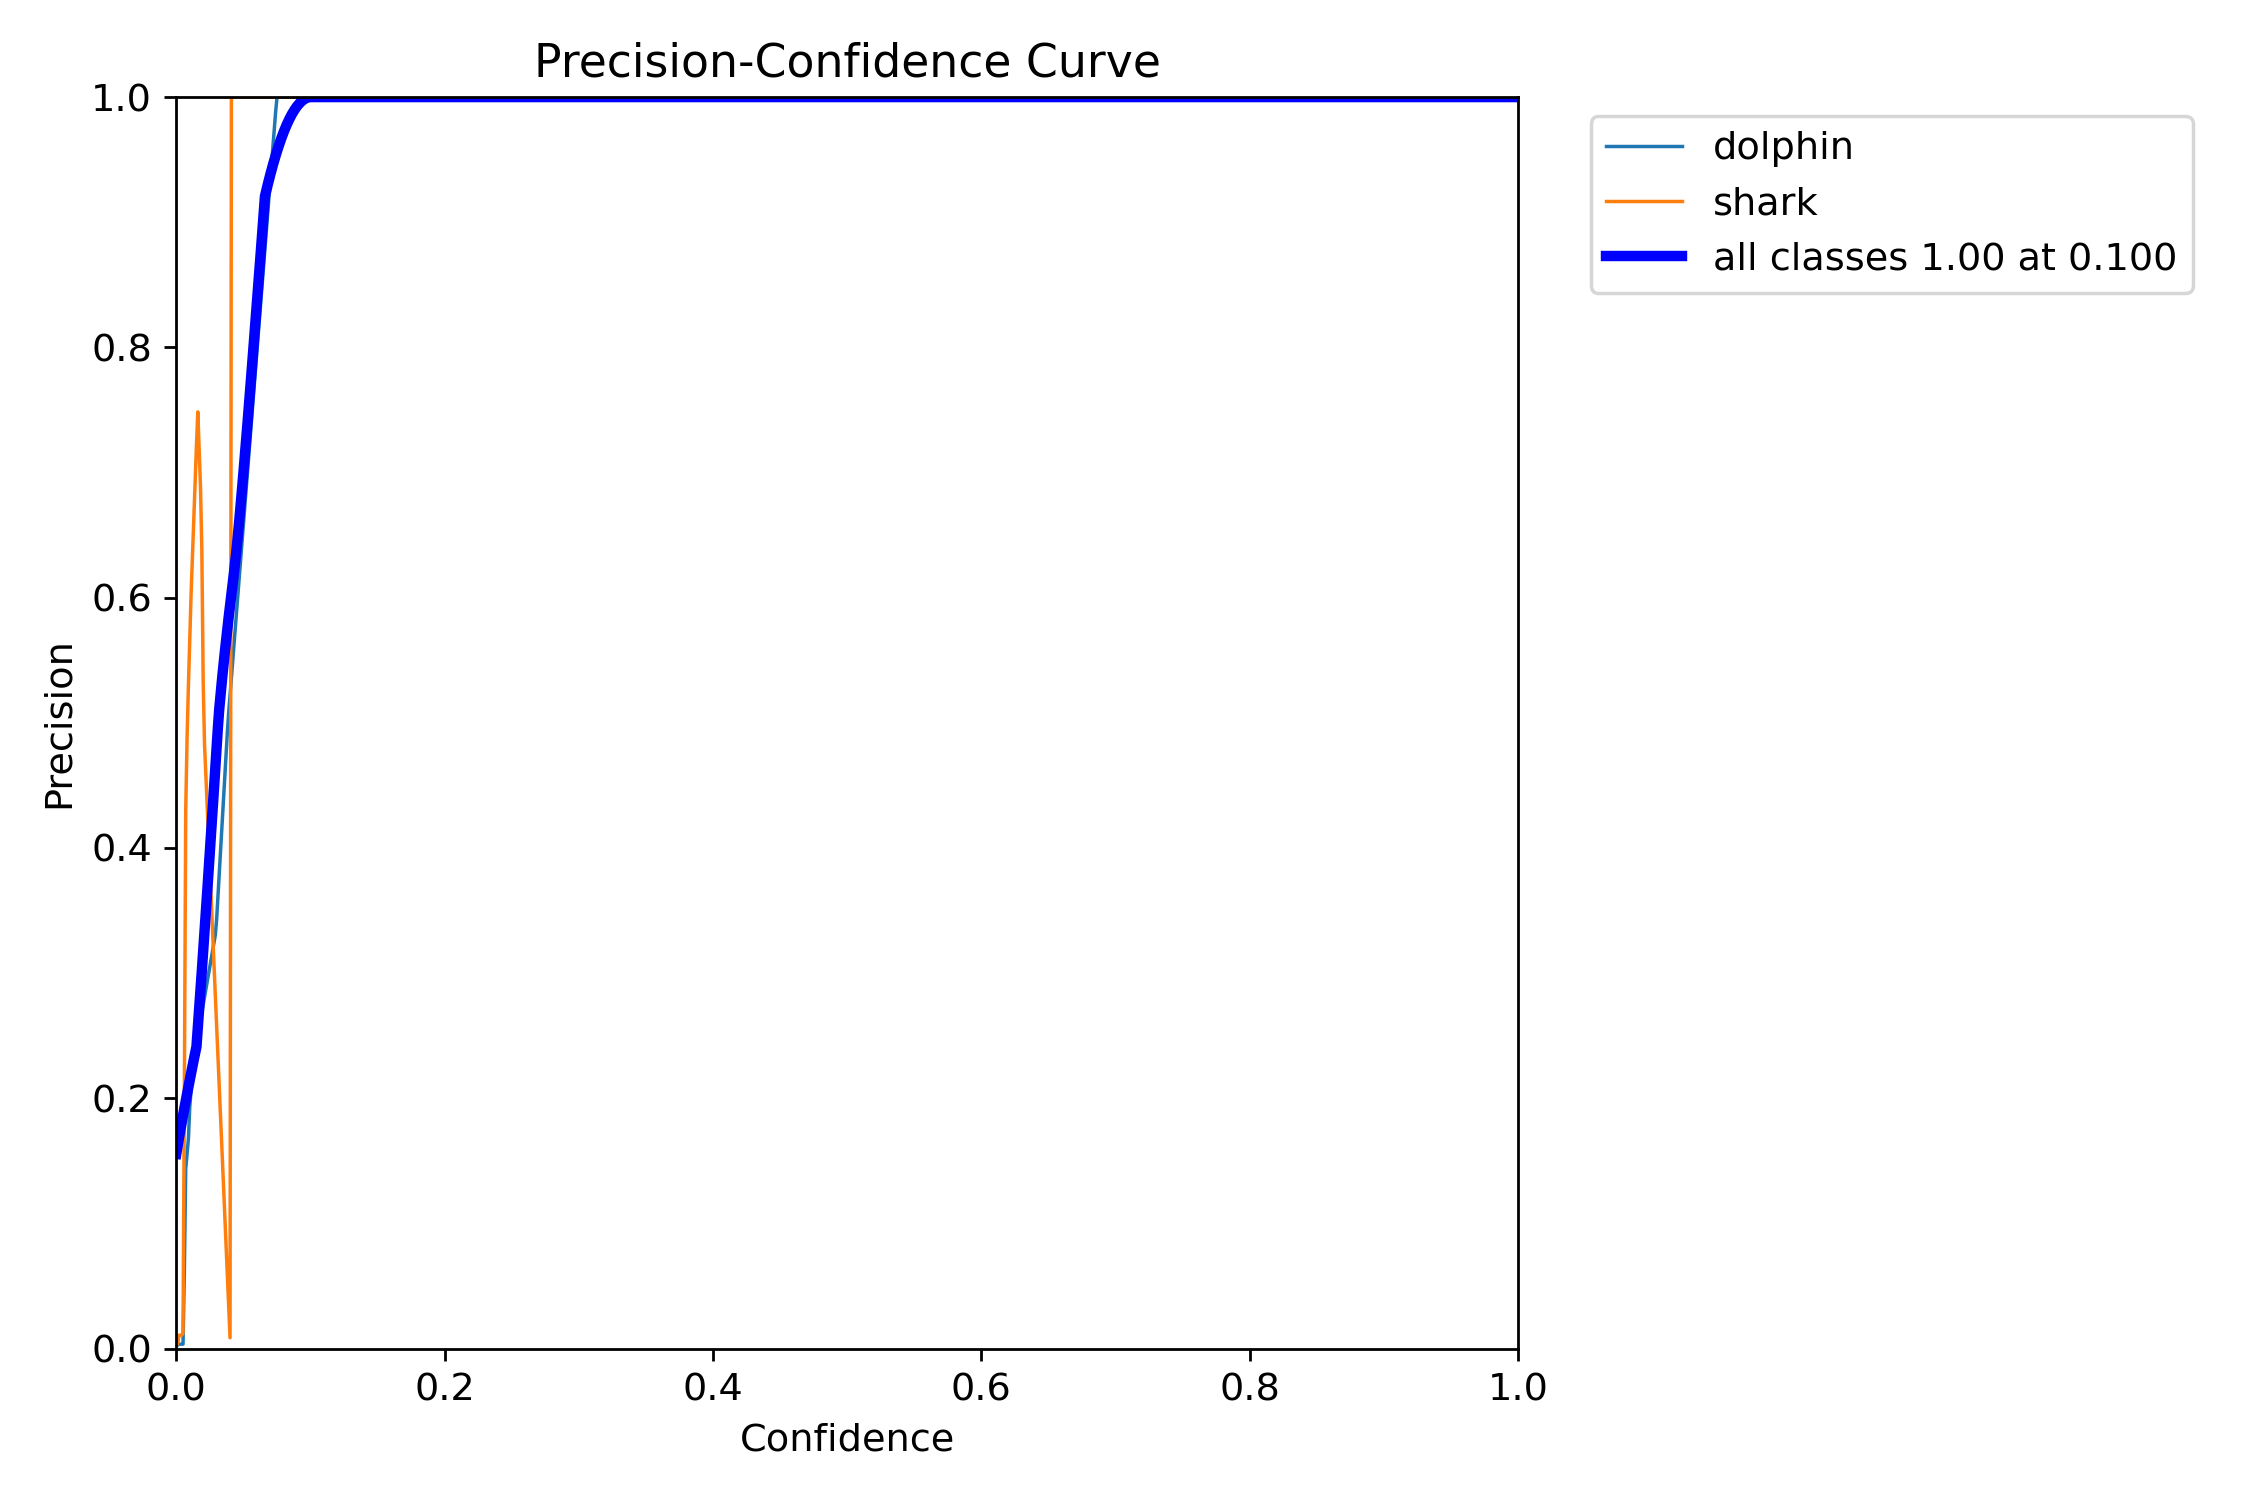 Precision-Confidence Curve
1.0
0.8
0.6
0.4
0.2
0.0
Precision
0.0 0.2 0.4 0.6 0.8 1.0
Confidence
dolphin
shark
all classes 1.00 at 0.100